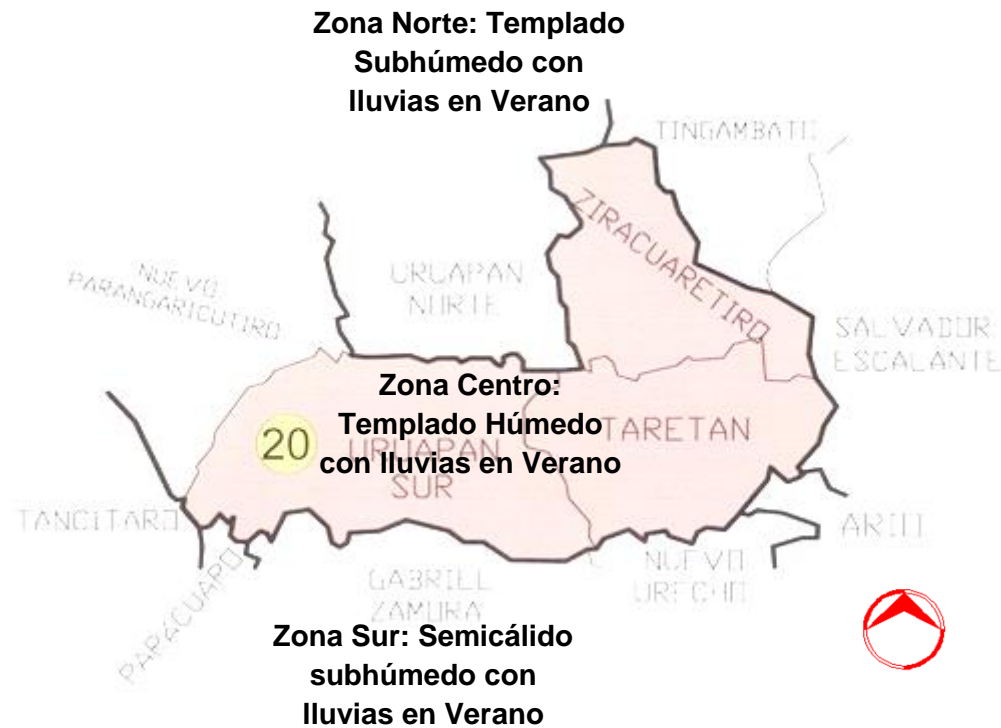 Zona Norte: Templado
Subhúmedo con
lluvias en Verano
TINGAMBATO
ZIRACUARETIRO
NUEVO
PARANGARICUTIRO
URUAPAN
NORTE
SALVADOR
ESCALANTE
Zona Centro:
Templado Húmedo
con lluvias en Verano
20
URUAPAN
SUR
TARETAN
TANCITARO
ARIO
PARACUARO
GABRIEL
ZAMORA
NUEVO
URECHO
Zona Sur: Semicálido
subhúmedo con
lluvias en Verano